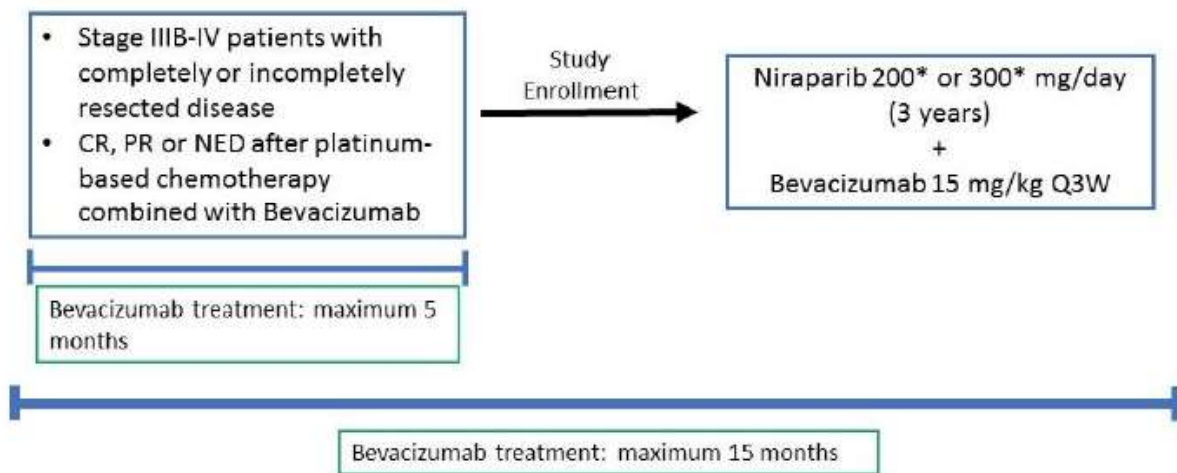 • Stage IIIB-IV patients with
completely or incompletely
resected disease
• CR, PR or NED after platinum-
based chemotherapy
combined with Bevacizumab
Study
Enrollment
Niraparib 200* or 300* mg/day
(3 years)
+
Bevacizumab 15 mg/kg Q3W
Bevacizumab treatment: maximum 5
months
Bevacizumab treatment: maximum 15 months